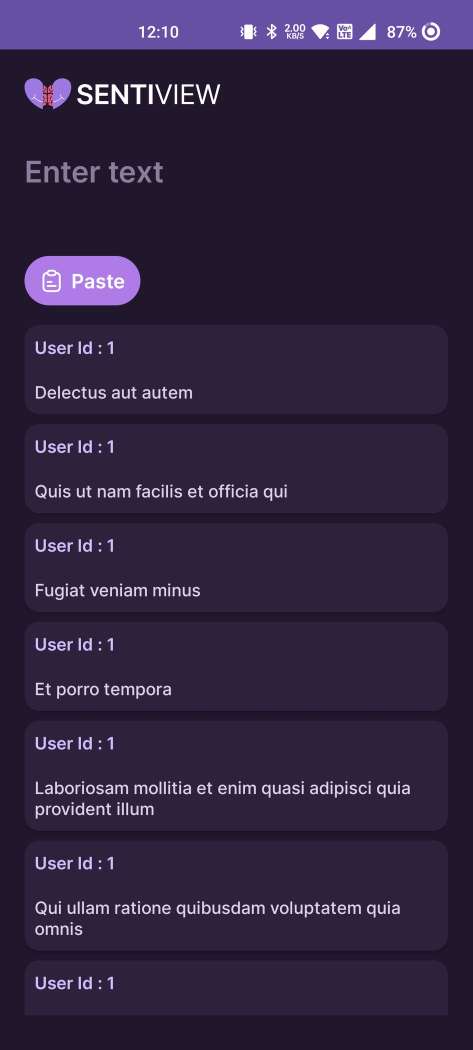 12:10
2.00
KB/S
Vo
LTE
87%
SENTIVIEW
Enter text
Paste
User Id : 1
Delectus aut autem
User Id : 1
Quis ut nam facilis et officia qui
User Id : 1
Fugiat veniam minus
User Id : 1
Et porro tempora
User Id : 1
Laboriosam mollitia et enim quasi adipisci quia
provident illum
User Id : 1
Qui ullam ratione quibusdam voluptatem quia
omnis
User Id : 1